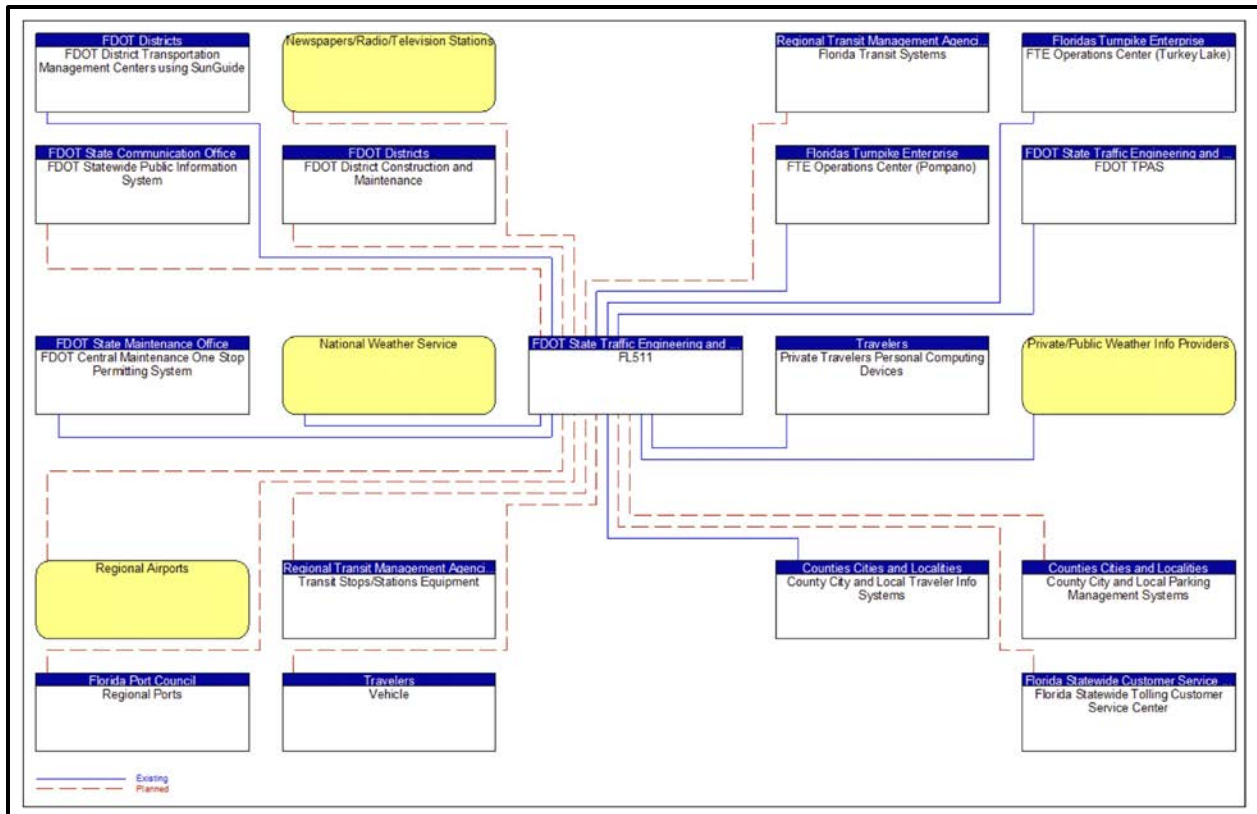 FDOT Districts
FDOT District Transportation
Management Centers using SunGuide
Newspapers/Radio/Television Stations
Regional Transit Management Agenci...
Florida Transit Systems
Floridas Turnpike Enterprise
FTE Operations Center (Turkey Lake)
FDOT State Communication Office
FDOT Statewide Public Information
System
FDOT Districts
FDOT District Construction and
Maintenance
Floridas Turnpike Enterprise
FTE Operations Center (Pompano)
FDOT State Traffic Engineering and ...
FDOT TPAS
FDOT State Maintenance Office
FDOT Central Maintenance One Stop
Permitting System
National Weather Service
FDOT State Traffic Engineering and ...
FL511
Travelers
Private Travelers Personal Computing
Devices
Private/Public Weather Info Providers
Regional Airports
Regional Transit Management Agenci...
Transit Stops/Stations Equipment
Counties Cities and Localities
County City and Local Traveler Info
Systems
Counties Cities and Localities
County City and Local Parking
Management Systems
Florida Port Council
Regional Ports
Travelers
Vehicle
Florida Statewide Customer Service ...
Florida Statewide Tolling Customer
Service Center
Existing
Planned